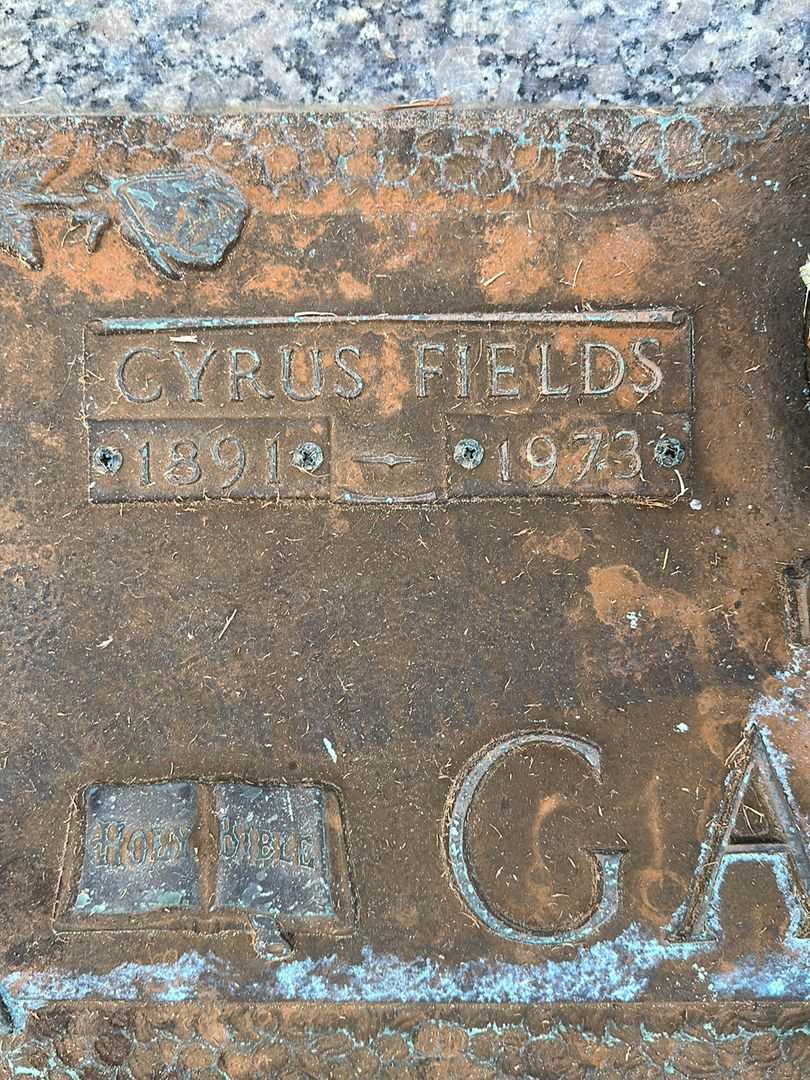 CYRUS FIELDS
1891 1973
HOLY BIBLE
GA